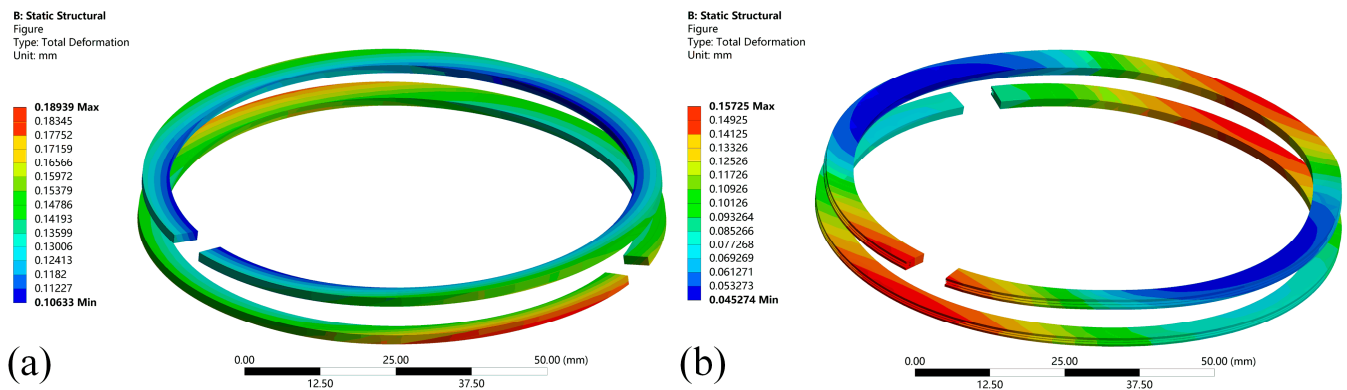 B: Static Structural
Figure
Type: Total Deformation
Unit: mm
0.18939 Max
0.18345
0.17752
0.17159
0.16566
0.15972
0.15379
0.14786
0.14193
0.13599
0.13006
0.12413
0.1182
0.11227
0.10633 Min
0.00
25.00
50.00 (mm)
12.50
37.50
(a)
B: Static Structural
Figure
Type: Total Deformation
Unit: mm
0.15725 Max
0.14925
0.14125
0.13326
0.12526
0.11726
0.10926
0.10126
0.093264
0.085266
0.077268
0.069269
0.061271
0.053273
0.045274 Min
0.00
25.00
50.00 (mm)
12.50
37.50
(b)